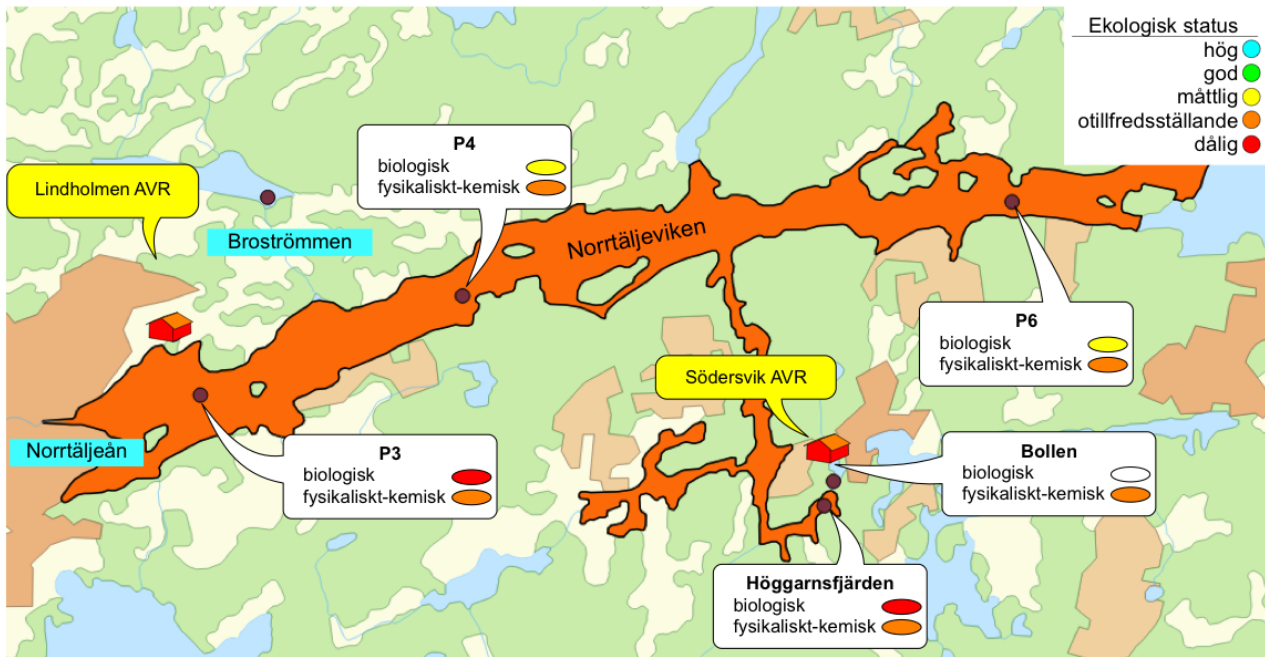 Ekologisk status
hög
god
måttlig
otillfredsställande
dålig
P4
biologisk
fysikaliskt-kemisk
Lindholmen AVR
Broströmmen
Norrtäljeviken
P6
biologisk
fysikaliskt-kemisk
Södersvik AVR
Norrtäljeån
P3
biologisk
fysikaliskt-kemisk
Bollen
biologisk
fysikaliskt-kemisk
Höggarnsfjärden
biologisk
fysikaliskt-kemisk